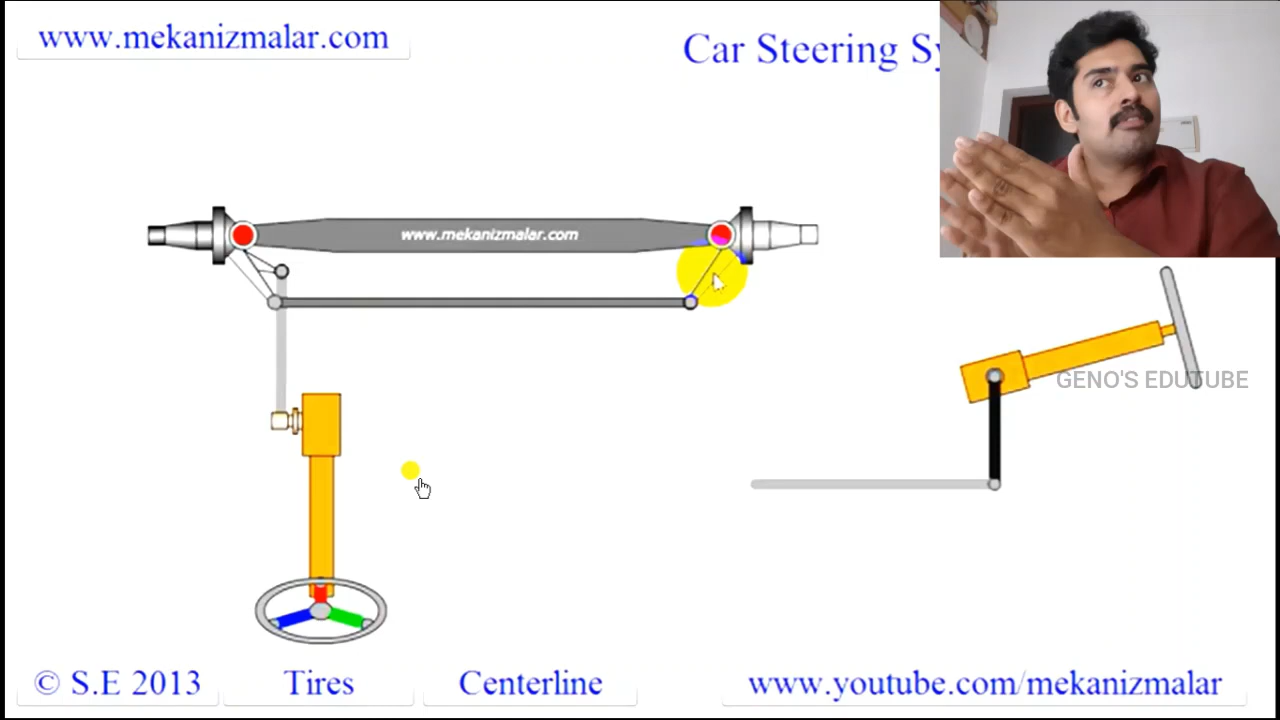 www.mekanizmalar.com
Car Steering Sy
www.mekanizmalar.com
GENO'S EDUTUBE
© S.E 2013
Tires
Centerline
www.youtube.com/mekanizmalar